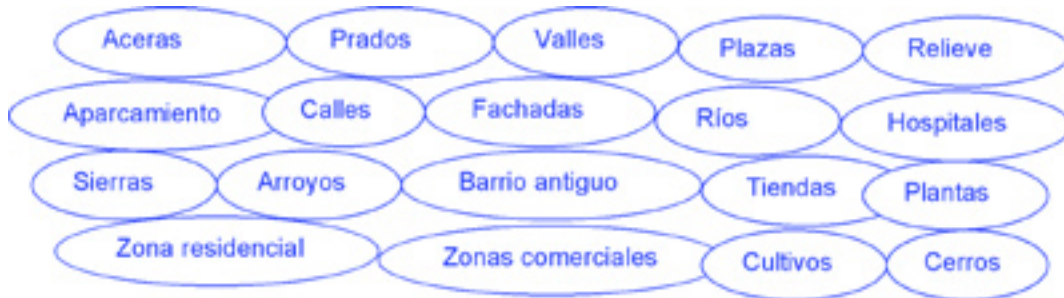 Aceras Prados Valles Plazas Relieve
Aparcamiento Calles Fachadas Ríos Hospitales
Sierras Arroyos Barrio antiguo Tiendas Plantas
Zona residencial Zonas comerciales Cultivos Cerros